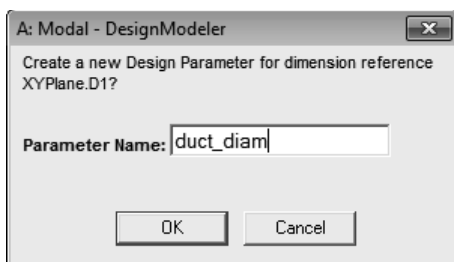 A: Modal - DesignModeler
Create a new Design Parameter for dimension reference
XYPlane.D1?
Parameter Name: duct_diam
OK Cancel